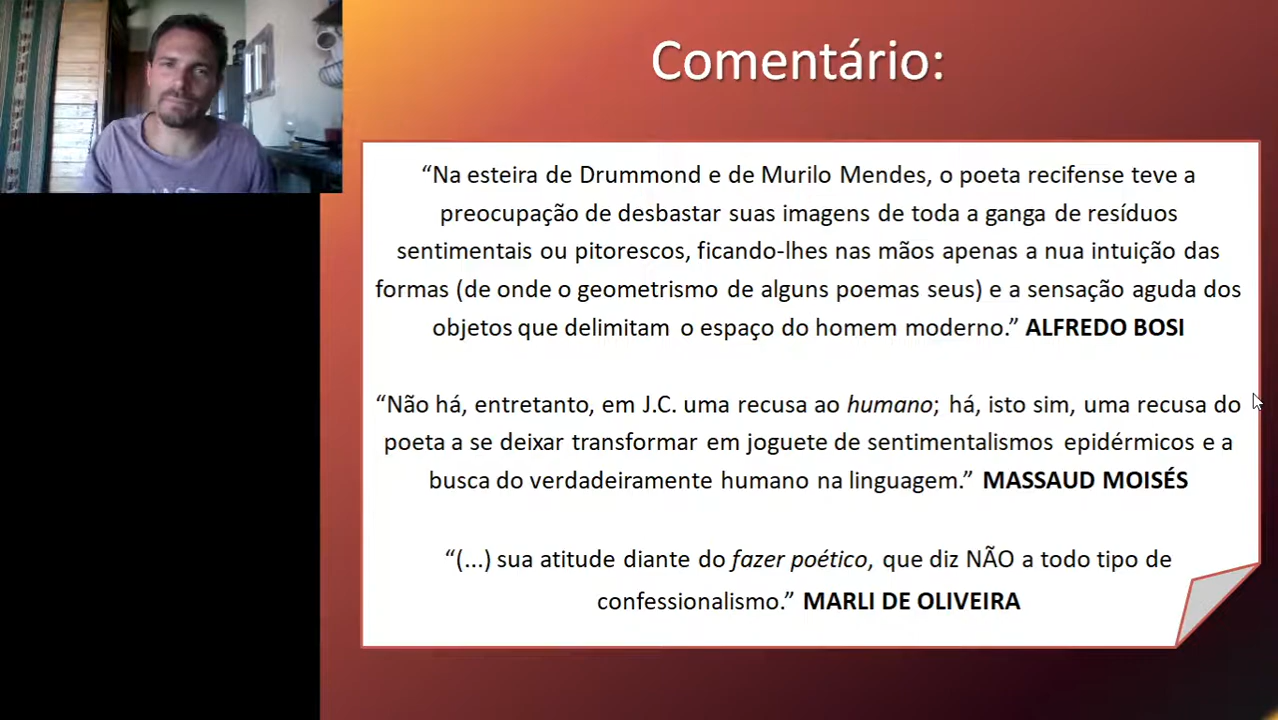 Comentário:
“Na esteira de Drummond e de Murilo Mendes, o poeta recifense teve a
preocupação de desbastar suas imagens de toda a ganga de resíduos
sentimentais ou pitorescos, ficando-lhes nas mãos apenas a nua intuição das
formas (de onde o geometrismo de alguns poemas seus) e a sensação aguda dos
objetos que delimitam o espaço do homem moderno.” ALFREDO BOSI
“Não há, entretanto, em J.C. uma recusa ao humano; há, isto sim, uma recusa do
poeta a se deixar transformar em joguete de sentimentalismos epidérmicos e a
busca do verdadeiramente humano na linguagem.” MASSAUD MOISÉS
“(...) sua atitude diante do fazer poético, que diz NÃO a todo tipo de
confessionalismo.” MARLI DE OLIVEIRA